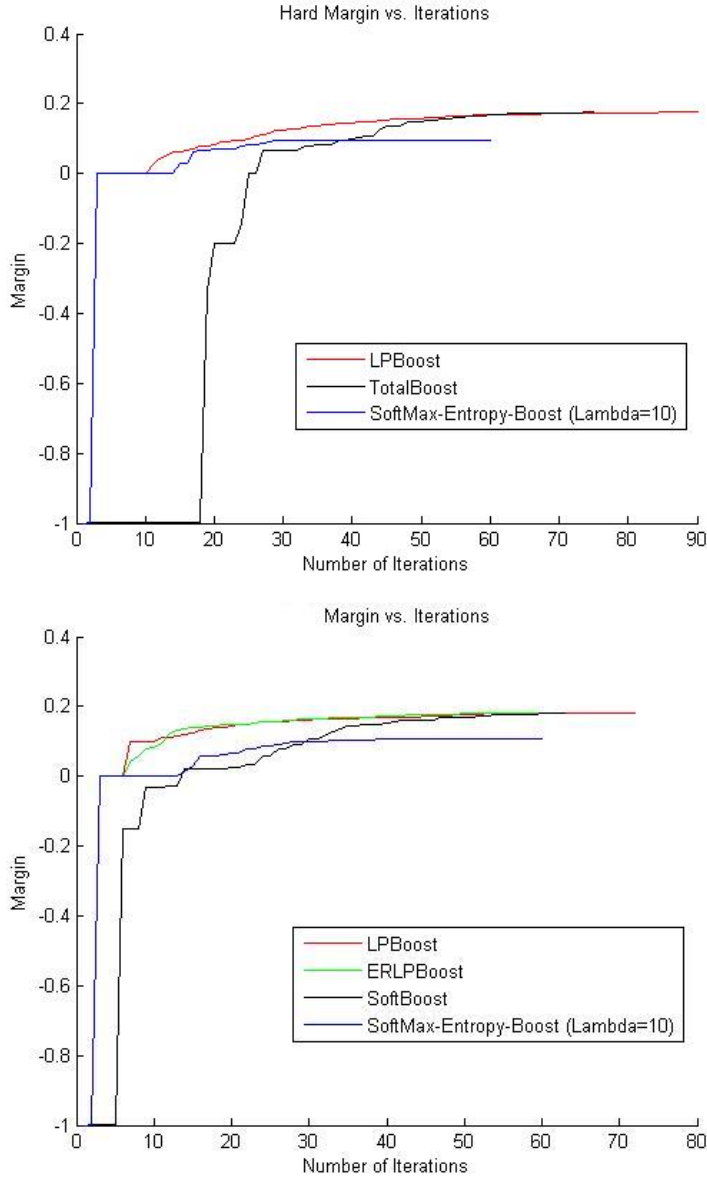 Hard Margin vs. Iterations
0.4
0.2
0
-0.2
-0.4
-0.6
-0.8
-1
Margin
LPBoost
TotalBoost
SoftMax-Entropy-Boost (Lambda=10)
0 10 20 30 40 50 60 70 80 90
Number of Iterations
Margin vs. Iterations
0.4
0.2
0
-0.2
-0.4
-0.6
-0.8
-1
Margin
LPBoost
ERLPBoost
SoftBoost
SoftMax-Entropy-Boost (Lambda=10)
0 10 20 30 40 50 60 70 80
Number of Iterations